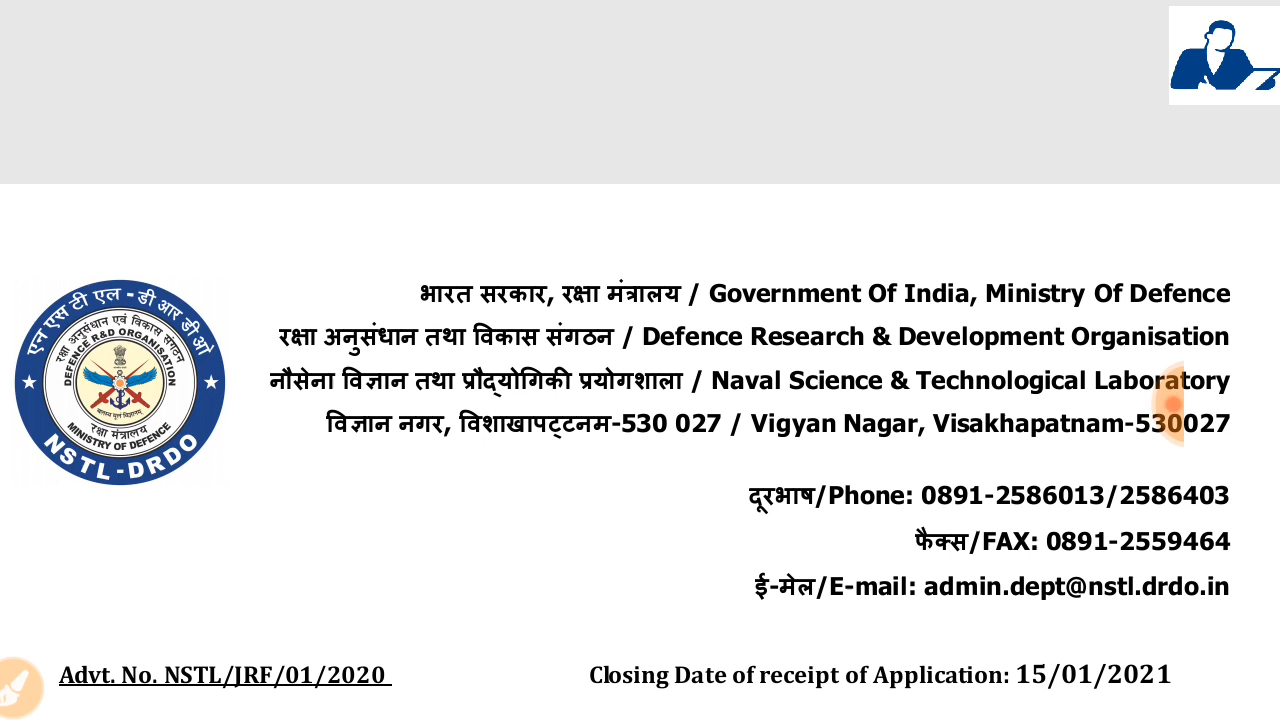 भारत सरकार, रक्षा मंत्रालय / Government Of India, Ministry Of Defence
रक्षा अनुसंधान तथा विकास संगठन / Defence Research & Development Organisation
नौसेना विज्ञान तथा प्रौद्योगिकी प्रयोगशाला / Naval Science & Technological Laboratory
विज्ञान नगर, विशाखापट्टनम-530 027 / Vigyan Nagar, Visakhapatnam-530027
एन एस टी एल - डी आर डी ओ
रक्षा अनुसंधान एवं विकास संगठन
DEFENCE R&D ORGANISATION
बलस्य मूलं विज्ञानम्
रक्षा मंत्रालय
MINISTRY OF DEFENCE
NSTL-DRDO
दूरभाष/Phone: 0891-2586013/2586403
फैक्स/FAX: 0891-2559464
ई-मेल/E-mail: admin.dept@nstl.drdo.in
Advt. No. NSTL/JRF/01/2020 Closing Date of receipt of Application: 15/01/2021